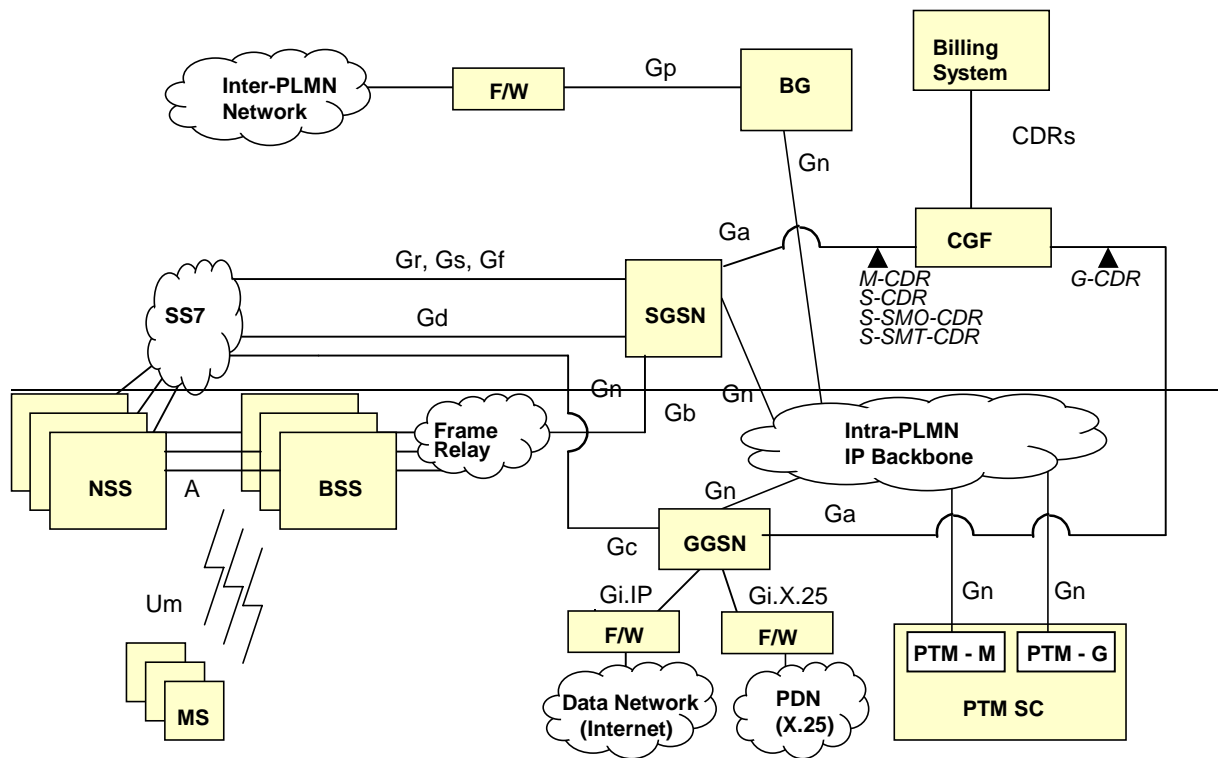 Billing
System
Inter-PLMN
Network
F/W
Gp
BG
CDRs
Gn
Ga
CGF
Gr, Gs, Gf
SS7
SGSN
M-CDR
S-CDR
S-SMO-CDR
S-SMT-CDR
G-CDR
Gd
Gn
Gn
Gb
Frame
Relay
Intra-PLMN
IP Backbone
NSS
A
BSS
Gn
Ga
Gc
GGSN
Um
Gi.IP
Gi.X.25
Gn
Gn
F/W
F/W
PTM - M
PTM - G
MS
Data Network
(Internet)
PDN
(X.25)
PTM SC